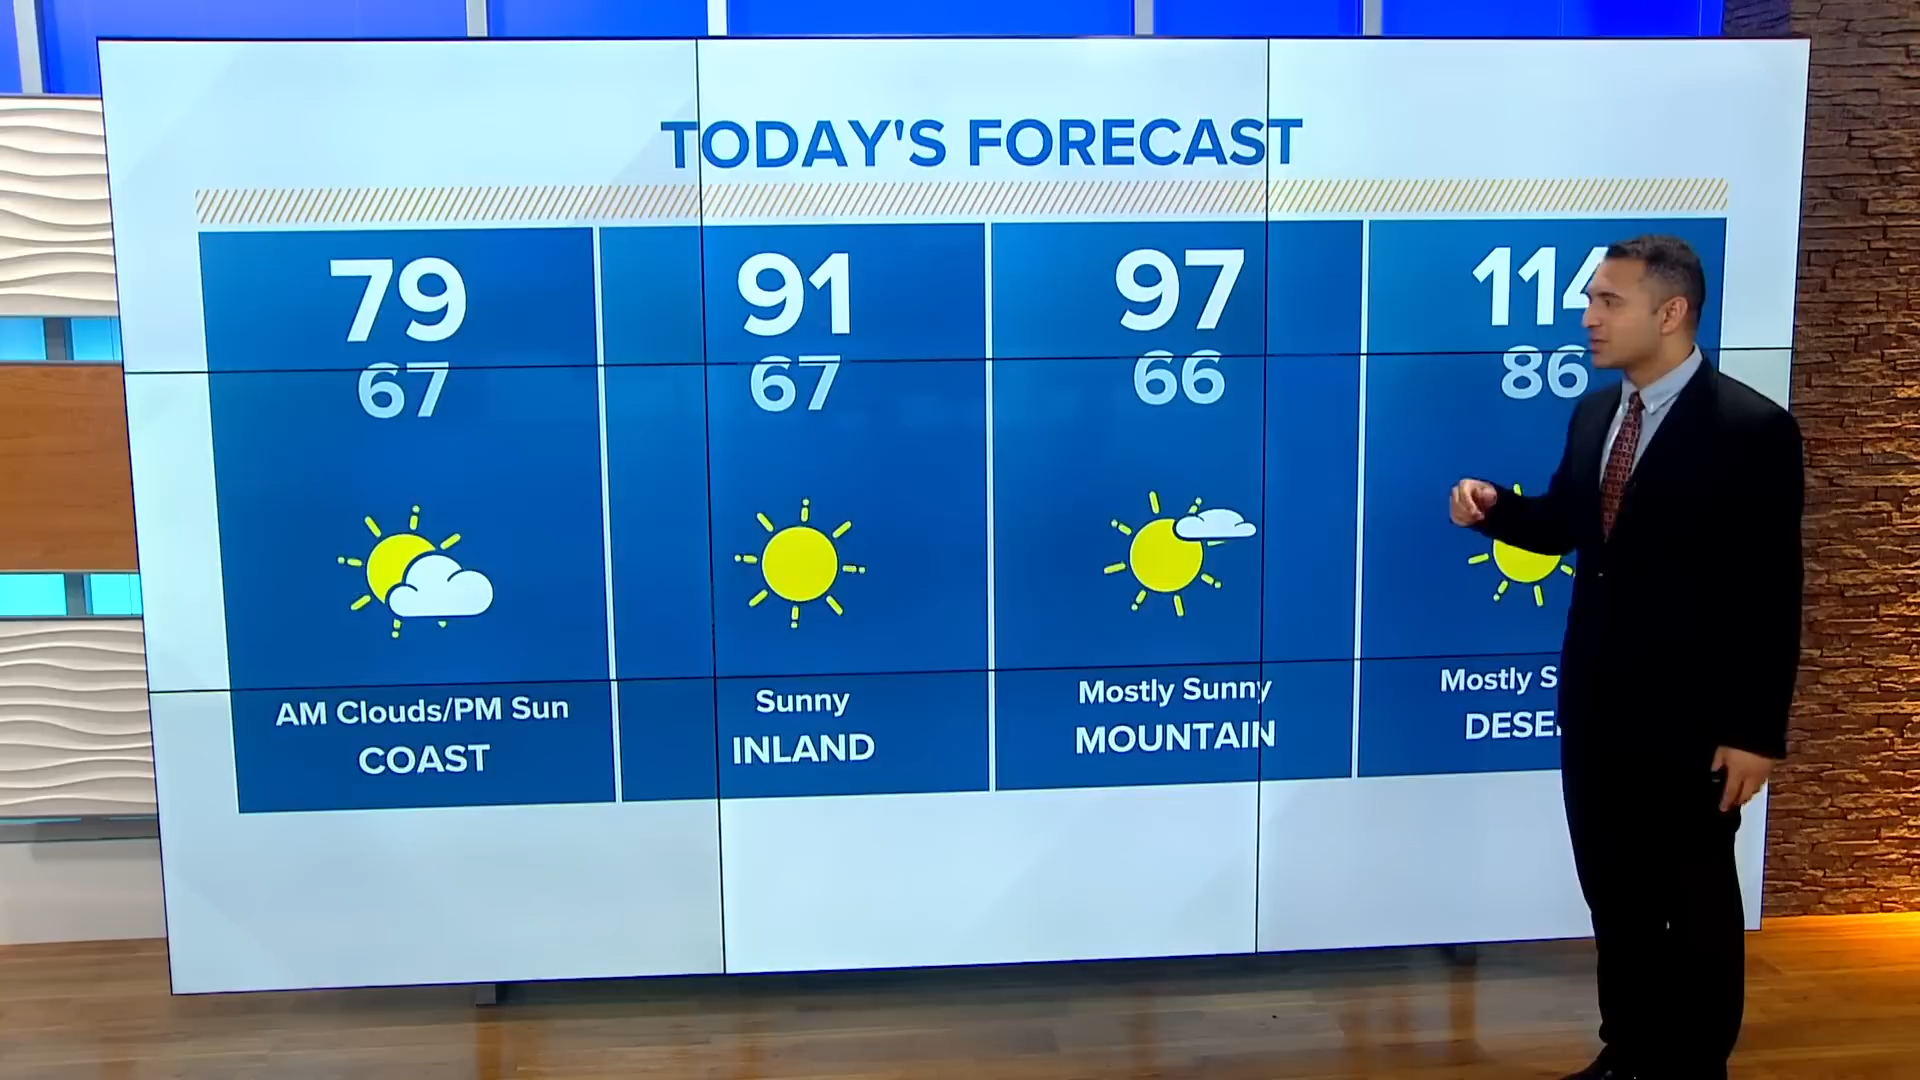 TODAY'S FORECAST
79
67
AM Clouds/PM Sun
COAST
91
67
Sunny
INLAND
97
66
Mostly Sunny
MOUNTAIN
114
86
Mostly